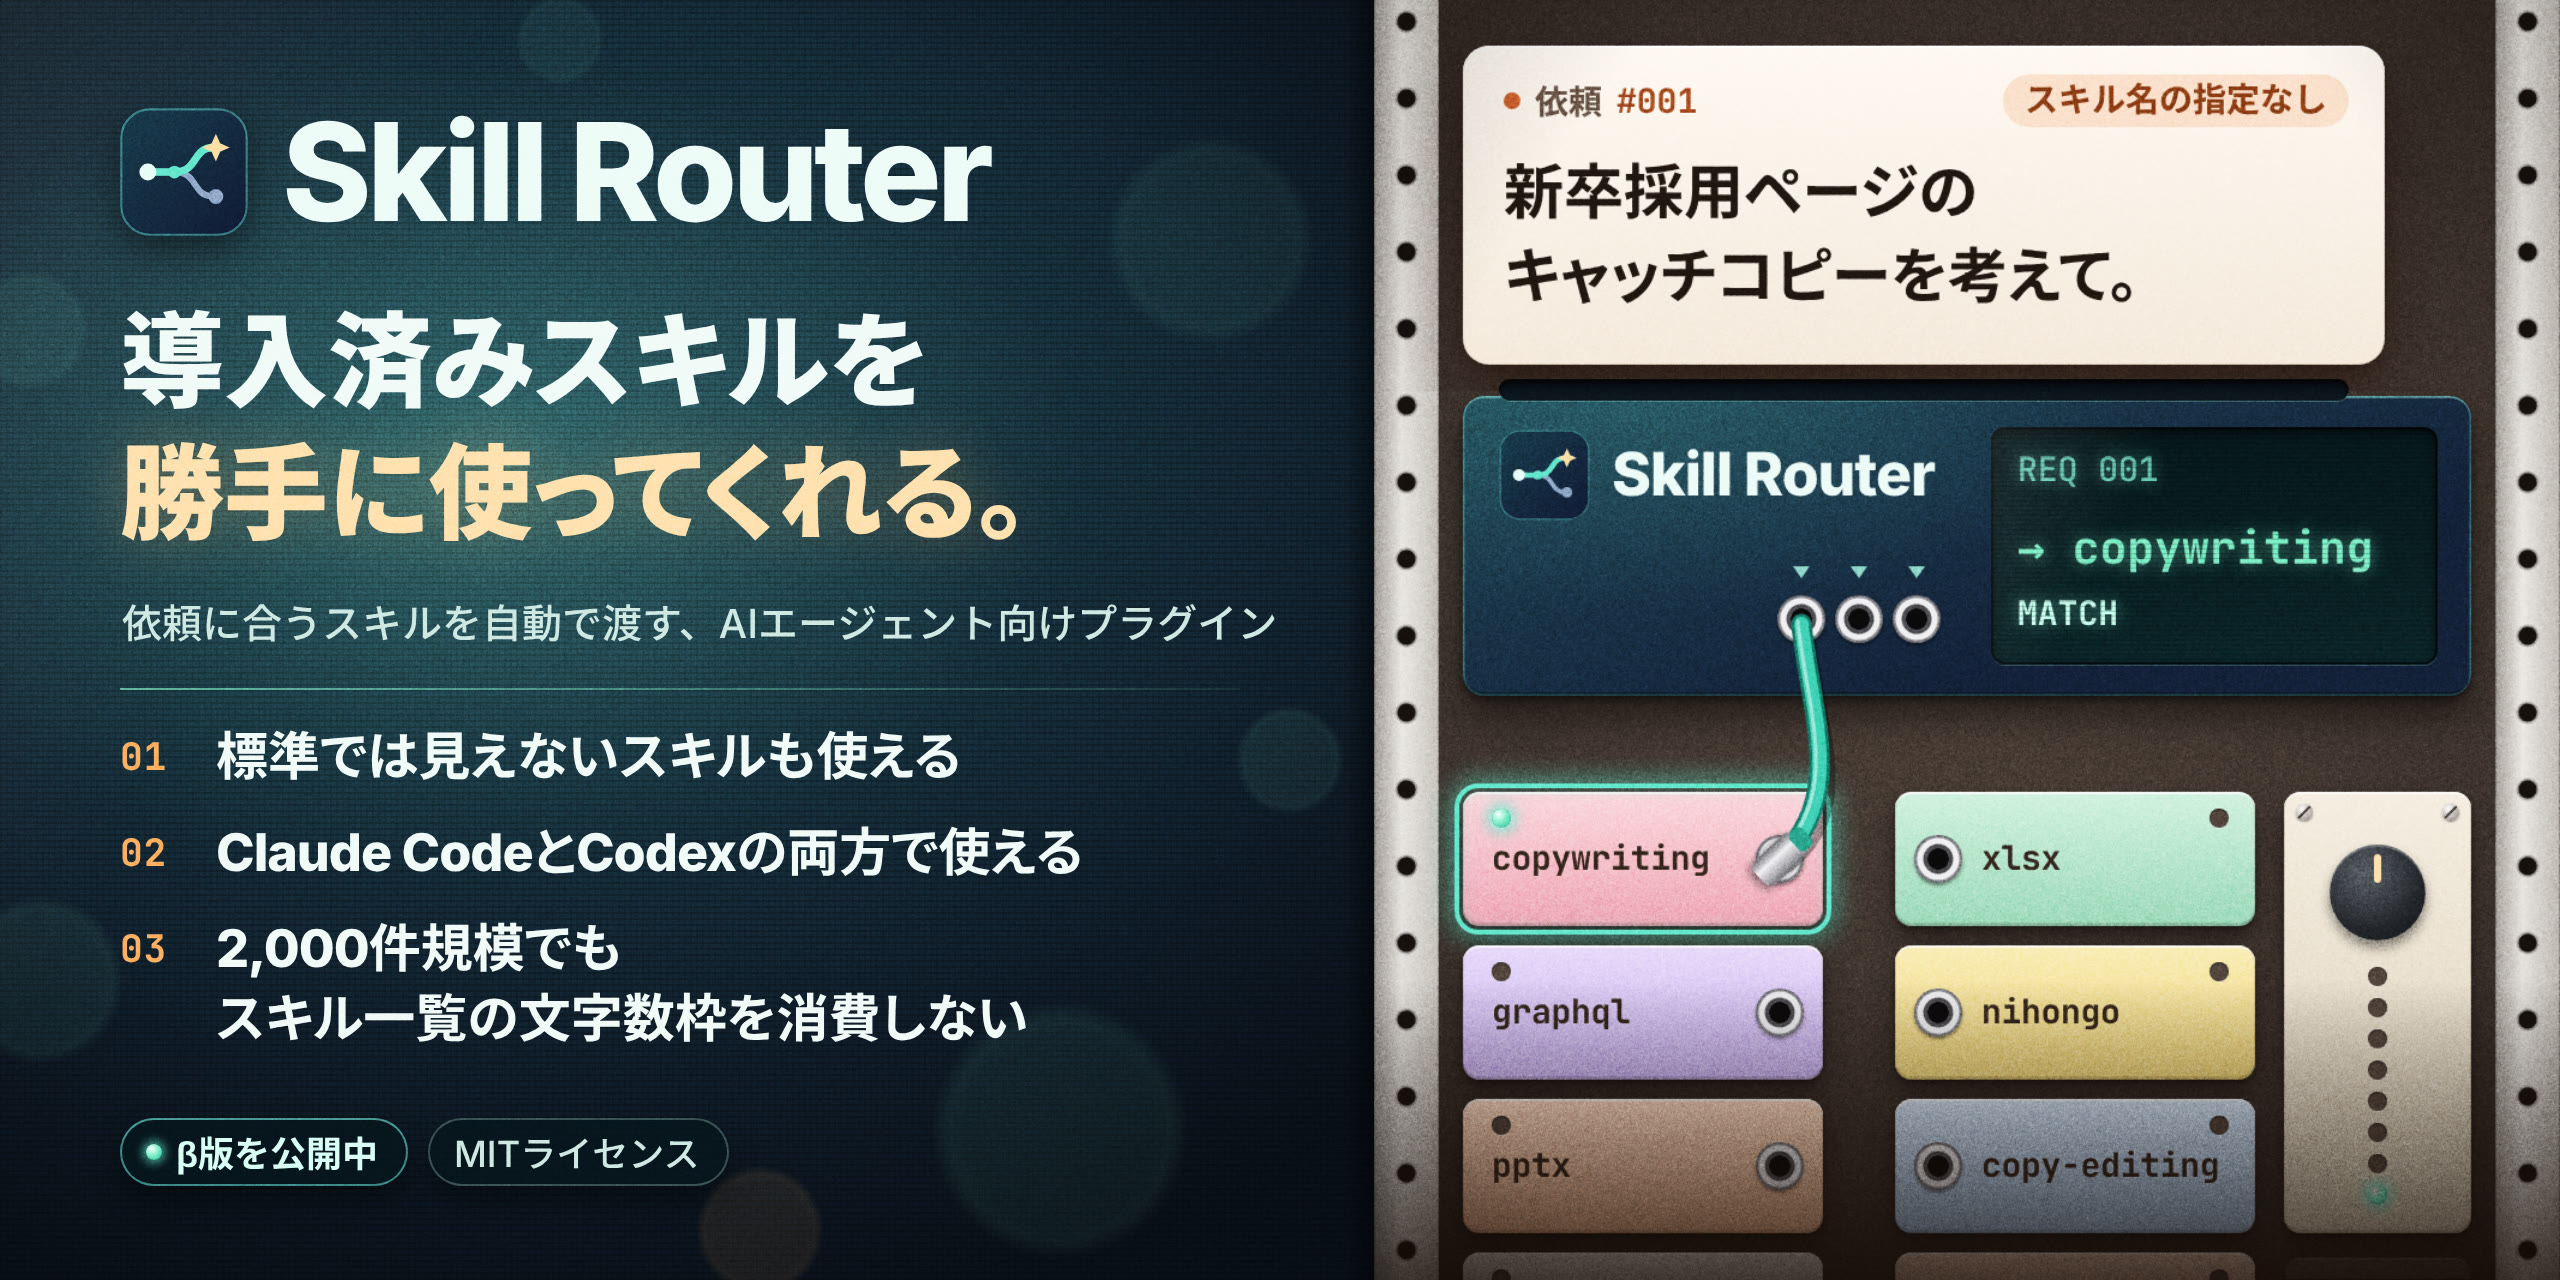 Skill Router
導入済みスキルを
勝手に使ってくれる。
依頼に合うスキルを自動で渡す、AIエージェント向けプラグイン
01 標準では見えないスキルも使える
02 Claude CodeとCodexの両方で使える
03 2,000件規模でも
スキル一覧の文字数枠を消費しない
β版を公開中 MITライセンス
依頼 #001 スキル名の指定なし
新卒採用ページの
キャッチコピーを考えて。
Skill Router
REQ 001
→ copywriting
MATCH
copywriting xlsx
graphql nihongo
pptx copy-editing